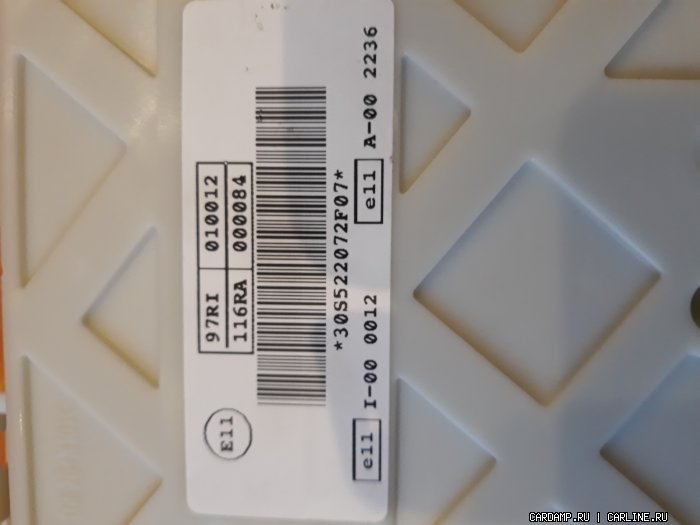 E11
97RI 010012
116RA 000084
*30S522072F07*
e11 I-00 0012 e11 A-00 2236
CARDAMP.RU | CARLINE.RU